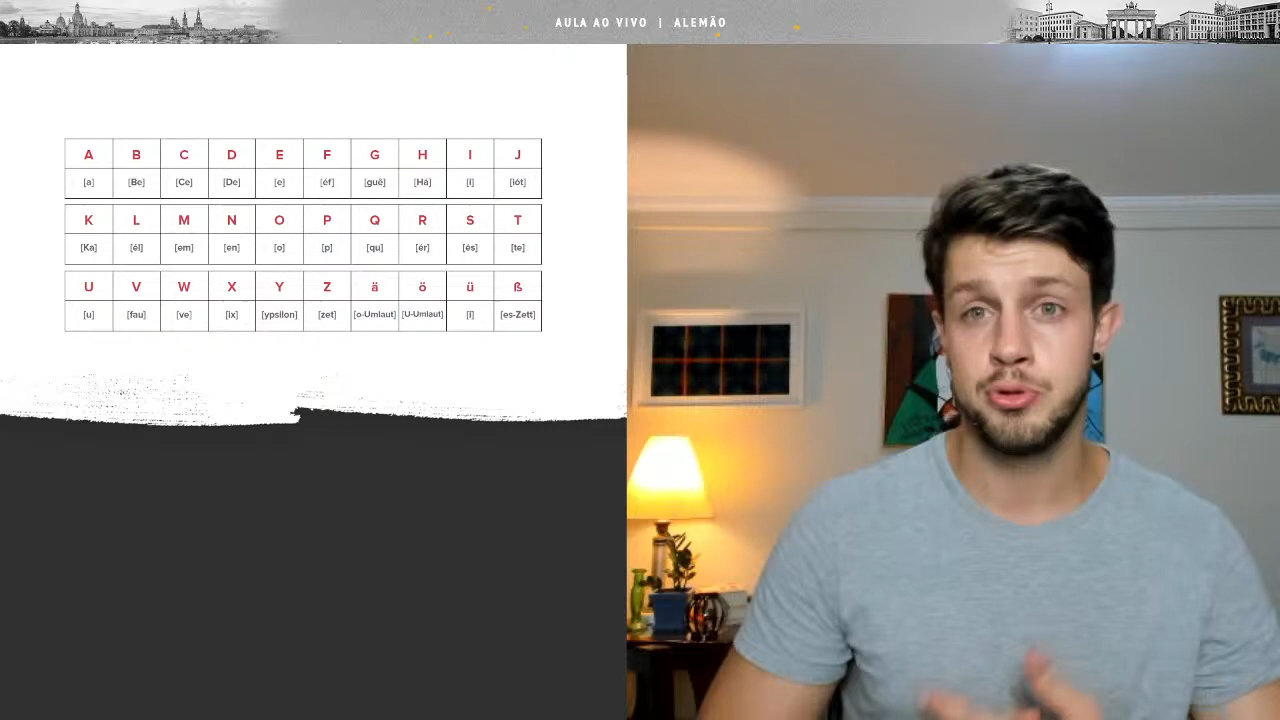 AULA AO VIVO | ALEMÃO
A B C D E F G H I J
[a] [Be] [Ce] [De] [e] [éf] [guê] [Há] [i] [iót]
K L M N O P Q R S T
[Ka] [él] [em] [en] [o] [p] [qu] [ér] [és] [te]
U V W X Y Z ä ö ü ß
[u] [fau] [ve] [ix] [ypsilon] [zet] [o-Umlaut] [U-Umlaut] [i] [es-Zett]